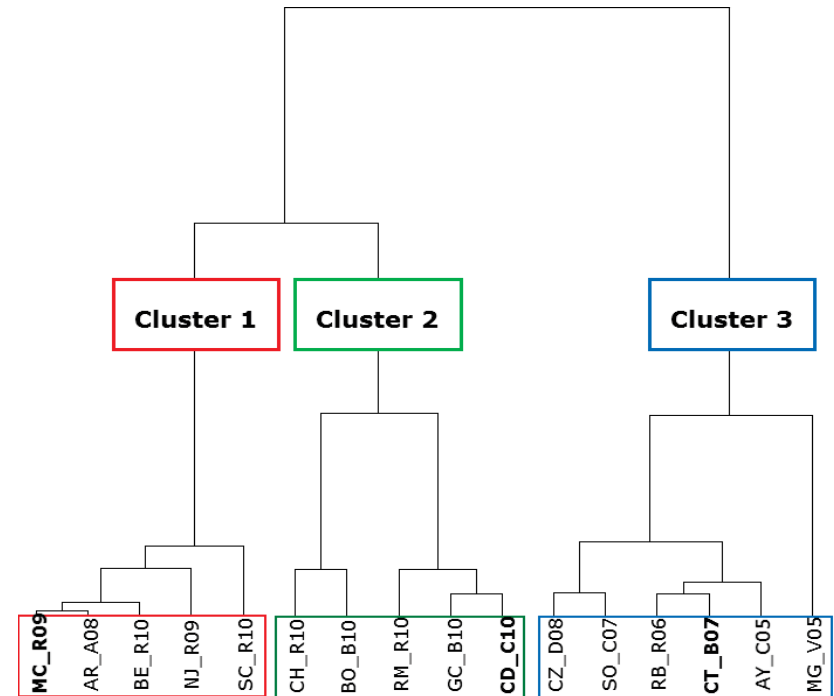 Cluster 1
Cluster 2
Cluster 3
MC_R09
AR_A08
BE_R10
NJ_R09
SC_R10
CH_R10
BO_B10
RM_R10
GC_B10
CD_C10
CZ_D08
SO_C07
RB_R06
CT_B07
AY_C05
MG_V05